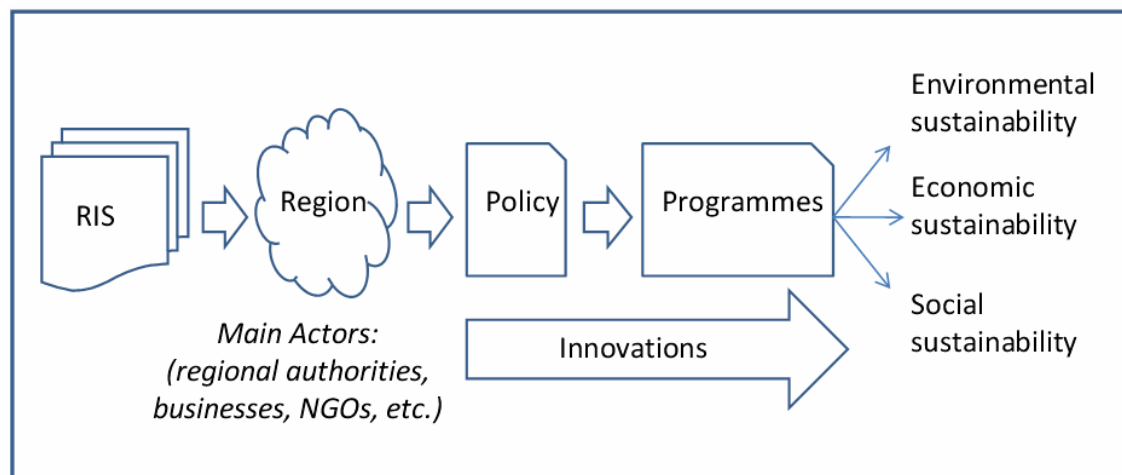 RIS
Region
Policy
Programmes
Environmental
sustainability
Economic
sustainability
Social
sustainability
Main Actors:
(regional authorities,
businesses, NGOs, etc.)
Innovations